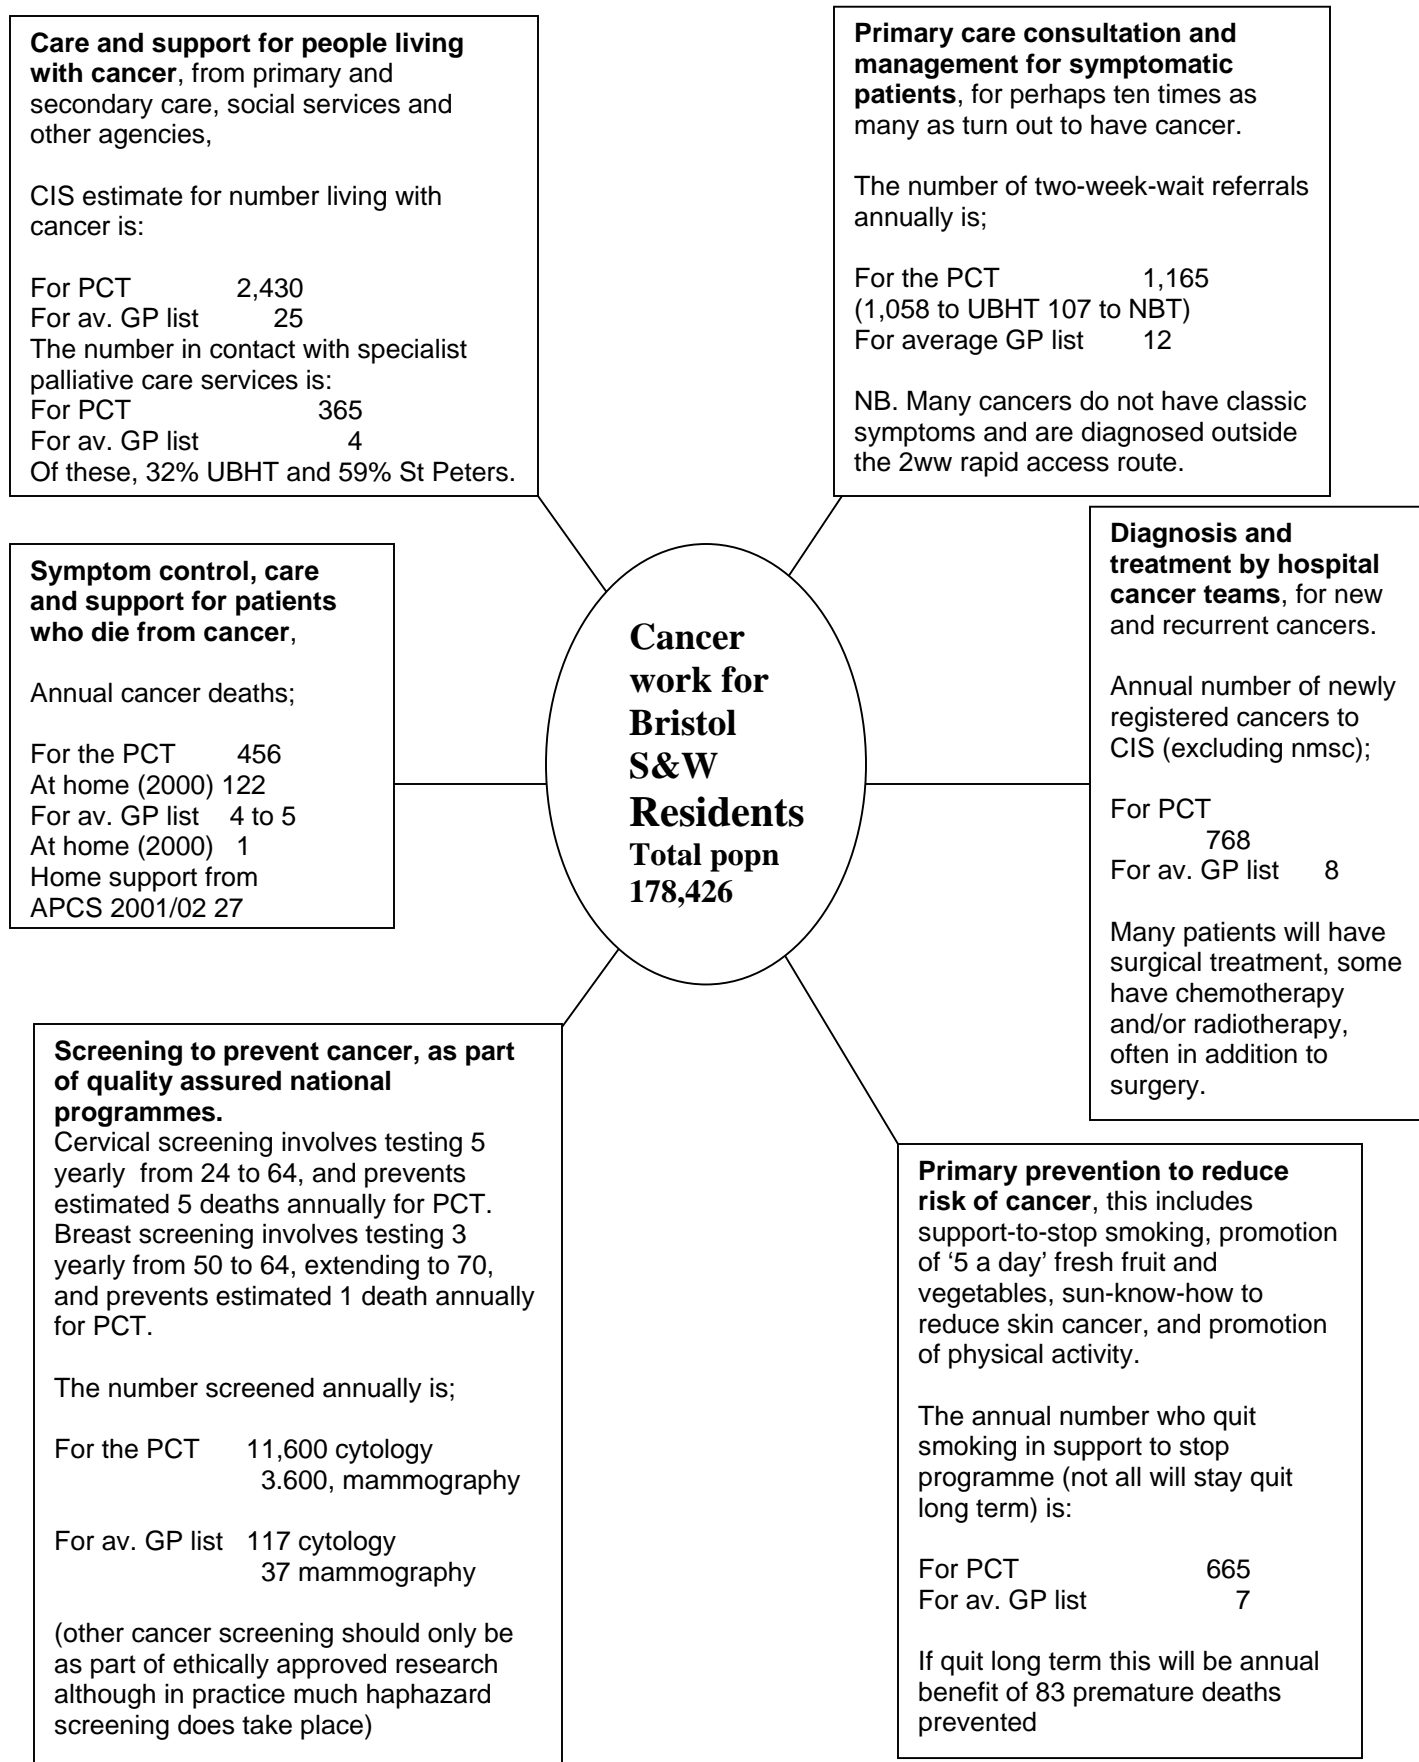 Care and support for people living
with cancer, from primary and
secondary care, social services and
other agencies,
CIS estimate for number living with
cancer is:
For PCT 2,430
For av. GP list 25
The number in contact with specialist
palliative care services is:
For PCT 365
For av. GP list 4
Of these, 32% UBHT and 59% St Peters.
Primary care consultation and
management for symptomatic
patients, for perhaps ten times as
many as turn out to have cancer.
The number of two-week-wait referrals
annually is;
For the PCT 1,165
(1,058 to UBHT 107 to NBT)
For average GP list 12
NB. Many cancers do not have classic
symptoms and are diagnosed outside
the 2ww rapid access route.
Symptom control, care
and support for patients
who die from cancer,
Annual cancer deaths;
For the PCT 456
At home (2000) 122
For av. GP list 4 to 5
At home (2000) 1
Home support from
APCS 2001/02 27
Cancer
work for
Bristol
S&W
Residents
Total popn
178,426
Diagnosis and
treatment by hospital
cancer teams, for new
and recurrent cancers.
Annual number of newly
registered cancers to
CIS (excluding nmsc);
For PCT
768
For av. GP list 8
Many patients will have
surgical treatment, some
have chemotherapy
and/or radiotherapy,
often in addition to
surgery.
Screening to prevent cancer, as part
of quality assured national
programmes.
Cervical screening involves testing 5
yearly from 24 to 64, and prevents
estimated 5 deaths annually for PCT.
Breast screening involves testing 3
yearly from 50 to 64, extending to 70,
and prevents estimated 1 death annually
for PCT.
The number screened annually is;
For the PCT 11,600 cytology
3.600, mammography
For av. GP list 117 cytology
37 mammography
(other cancer screening should only be
as part of ethically approved research
although in practice much haphazard
screening does take place)
Primary prevention to reduce
risk of cancer, this includes
support-to-stop smoking, promotion
of ‘5 a day’ fresh fruit and
vegetables, sun-know-how to
reduce skin cancer, and promotion
of physical activity.
The annual number who quit
smoking in support to stop
programme (not all will stay quit
long term) is:
For PCT 665
For av. GP list 7
If quit long term this will be annual
benefit of 83 premature deaths
prevented